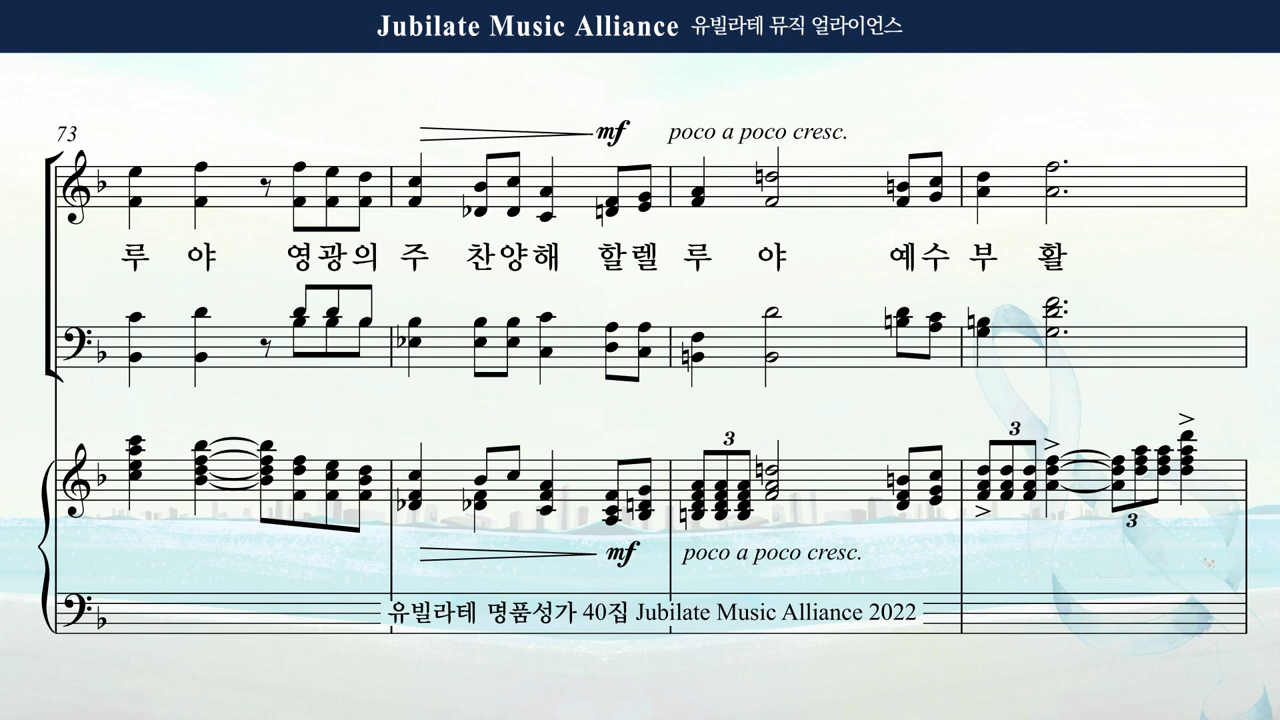 Jubilate Music Alliance 유빌라테 뮤직 얼라이언스
73
mf poco a poco cresc.
루 야 영광의 주 찬양해 할렐 루 야 예수 부 활
3 3
3
mf poco a poco cresc.
유빌라테 명품성가 40집 Jubilate Music Alliance 2022